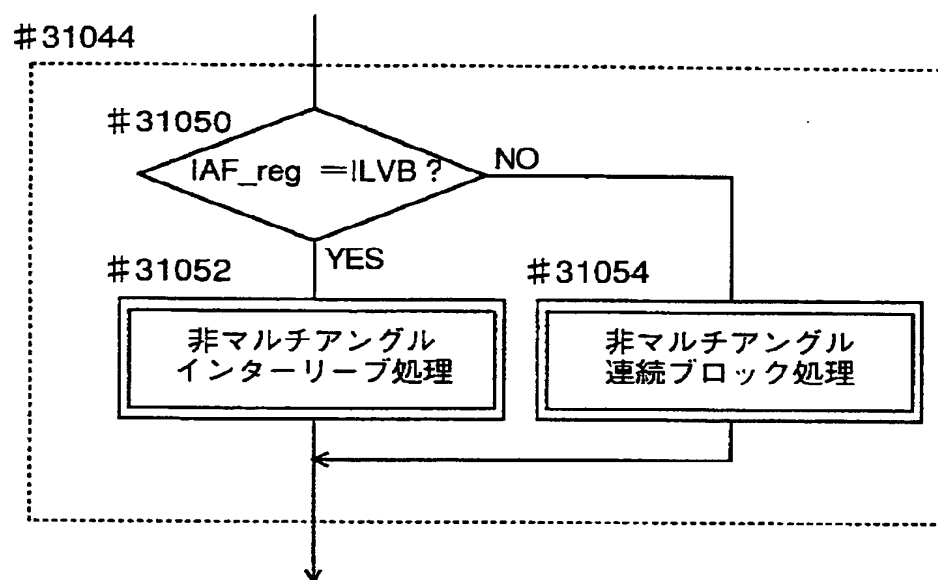 #31044
#31050
IAF_reg =ILVB ?
NO
YES
#31052
非マルチアングル
インターリーブ処理
#31054
非マルチアングル
連続ブロック処理